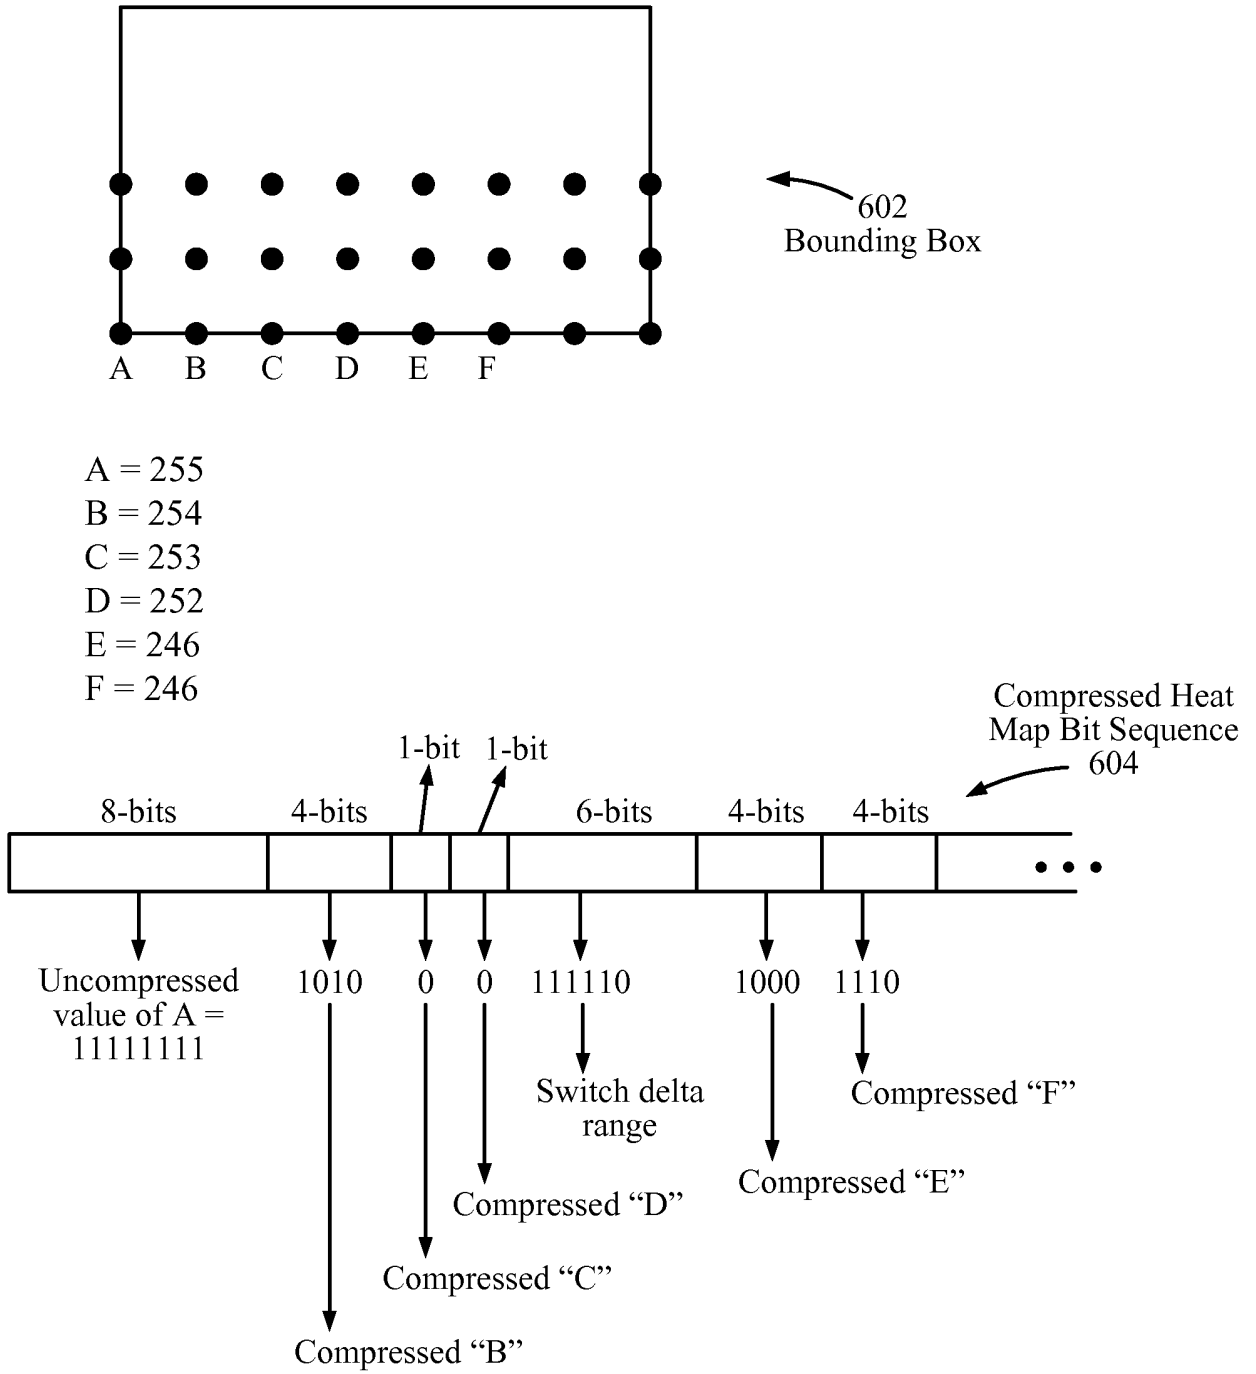 602
Bounding Box
A B C D E F
A = 255
B = 254
C = 253
D = 252
E = 246
F = 246
Compressed Heat
Map Bit Sequence
604
1-bit 1-bit
8-bits 4-bits 6-bits 4-bits 4-bits
Uncompressed
value of A =
11111111
1010 0 0 111110 1000 1110
Switch delta
range
Compressed “F”
Compressed “E”
Compressed “D”
Compressed “C”
Compressed “B”